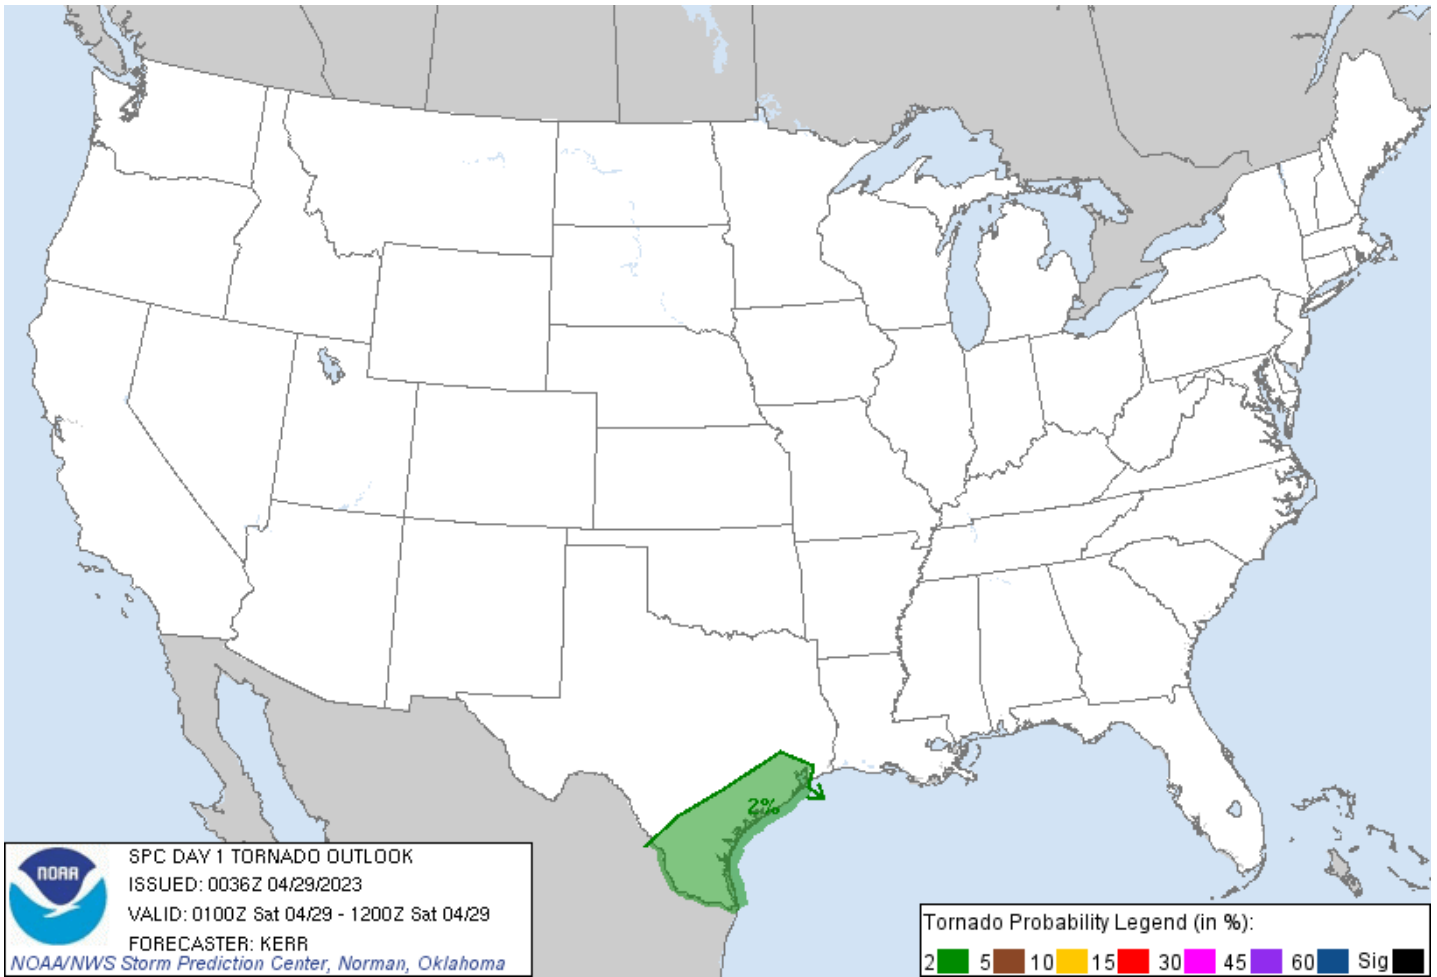 2%
NOAA
SPC DAY 1 TORNADO OUTLOOK
ISSUED: 0036Z 04/29/2023
VALID: 0100Z Sat 04/29 - 1200Z Sat 04/29
FORECASTER: KERR
NOAA/NWS Storm Prediction Center, Norman, Oklahoma
Tornado Probability Legend (in %):
2 5 10 15 30 45 60 Sig